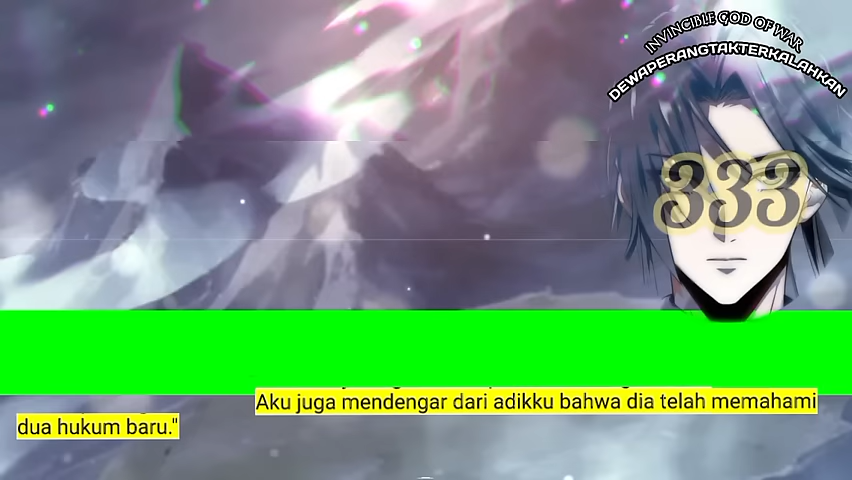 INVINCIBLE GOD OF WAR
DEWAPERANGTAKTERKALAHKAN
333
Aku juga mendengar dari adikku bahwa dia telah memahami
dua hukum baru."